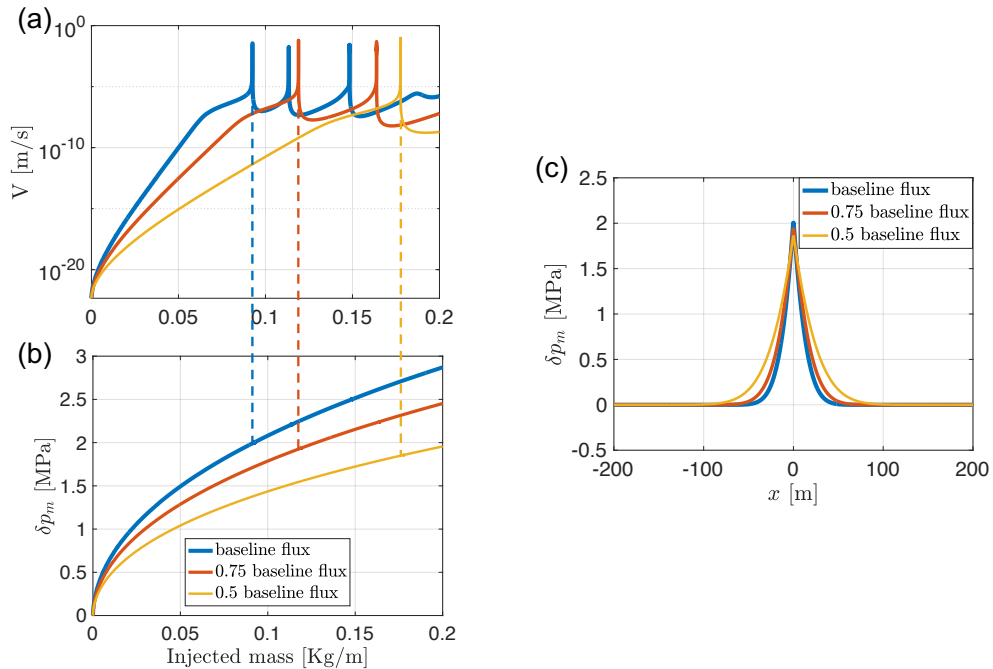 (a)
10^0
10^-10
10^-20
V [m/s]
0 0.05 0.1 0.15 0.2
(b)
3
2.5
2
1.5
1
0.5
0
δp_m [MPa]
baseline flux
0.75 baseline flux
0.5 baseline flux
0 0.05 0.1 0.15 0.2
Injected mass [Kg/m]
(c)
2.5
2
1.5
1
0.5
0
-0.5
δp_m [MPa]
baseline flux
0.75 baseline flux
0.5 baseline flux
-200 -100 0 100 200
x [m]